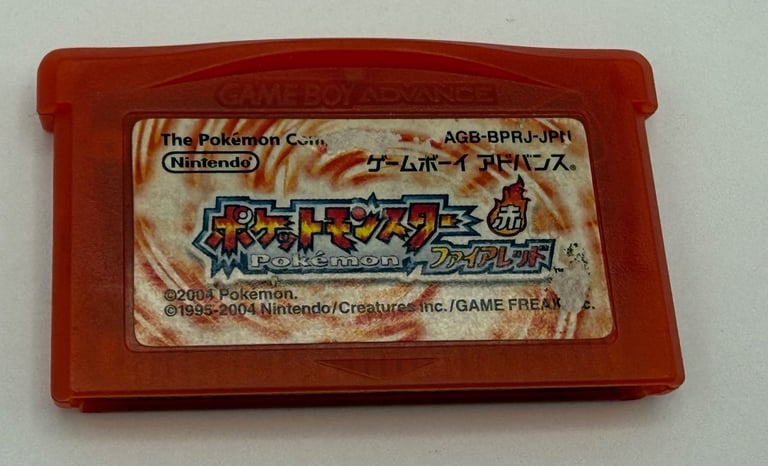 GAME BOY ADVANCE
The Pokémon AGB-BPRJ-JPN
Nintendo ゲームボーイ アドバンス®
ポケットモンスター 赤
Pokémon ファイアレッド ™
©2004 Pokémon.
©1995-2004 Nintendo/Creatures inc./GAME FREAK